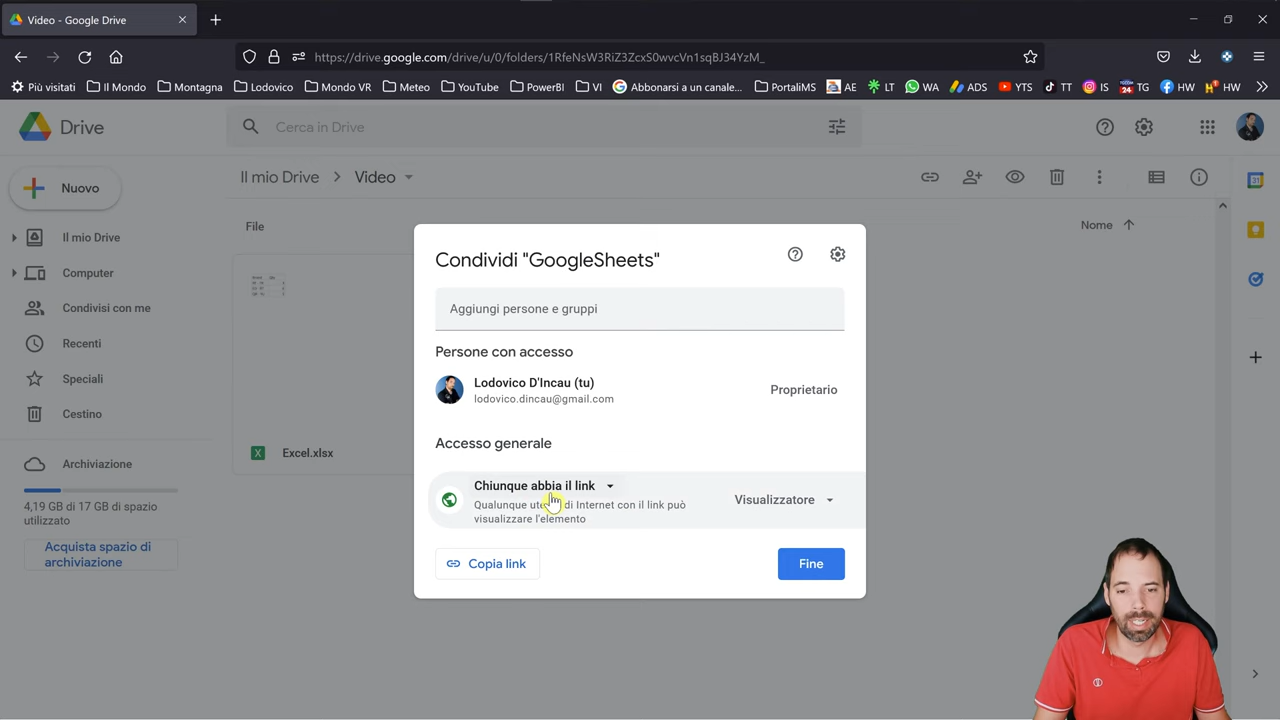 Video - Google Drive
https://drive.google.com/drive/u/0/folders/1RfeNsW3RiZ3ZcxS0wvcVn1sqBJ34YzM_
Più visitati
Il Mondo
Montagna
Lodovico
Mondo VR
Meteo
YouTube
PowerBI
VI
Abbonarsi a un canale...
PortaliMS
AE
LT
WA
ADS
YTS
TT
IS
TG
HW
HW
Drive
Cerca in Drive
Nuovo
Il mio Drive
Video
File
Nome
Il mio Drive
Computer
Condivisi con me
Recenti
Speciali
Cestino
Archiviazione
4,19 GB di 17 GB di spazio
utilizzato
Acquista spazio di
archiviazione
Excel.xlsx
Condividi "GoogleSheets"
Aggiungi persone e gruppi
Persone con accesso
Lodovico D'Incau (tu)
lodovico.dincau@gmail.com
Proprietario
Accesso generale
Chiunque abbia il link
Qualunque di Internet con il link può
visualizzare l'elemento
Visualizzatore
Copia link
Fine